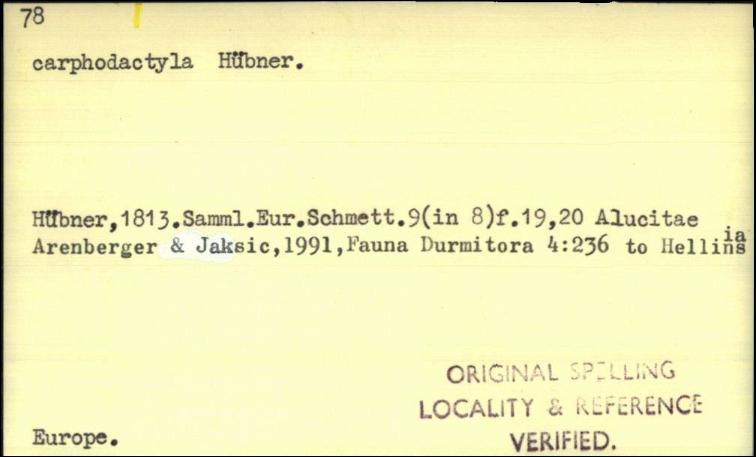 78
carphodactyla Hübner.
Hübner,1813.Samml.Eur.Schmett.9(in 8)f.19,20 Alucitae
Arenberger & Jaksic,1991,Fauna Durmitora 4:236 to Hellinsia
ORIGINAL SPELLING
LOCALITY & REFERENCE
Europe.
VERIFIED.